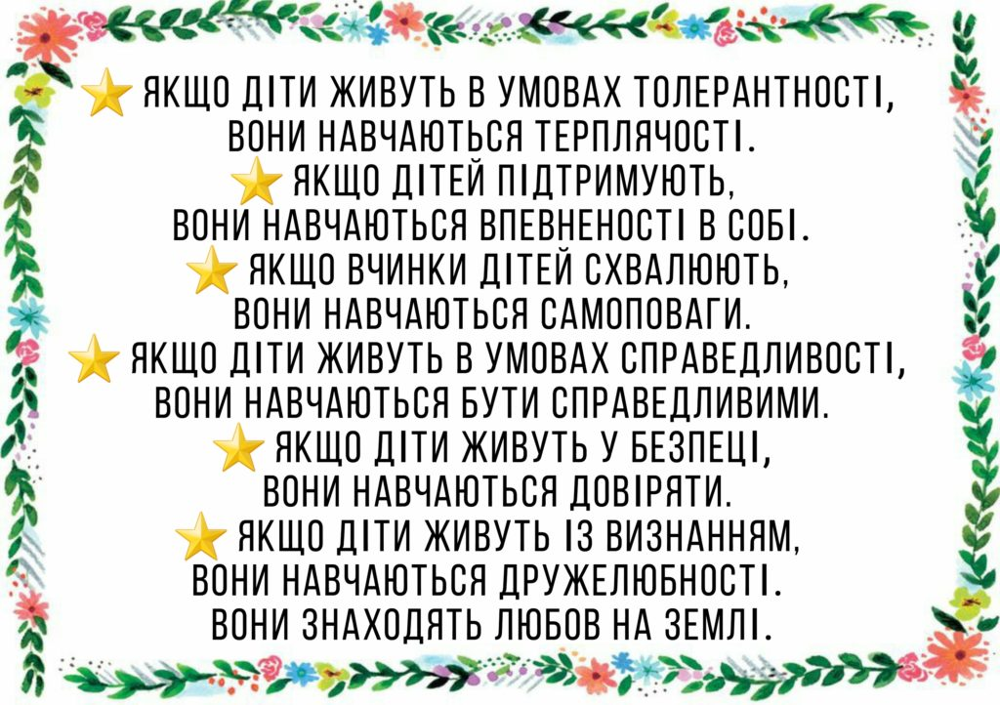 ⭐ ЯКЩО ДІТИ ЖИВУТЬ В УМОВАХ ТОЛЕРАНТНОСТІ,
ВОНИ НАВЧАЮТЬСЯ ТЕРПЛЯЧОСТІ.
⭐ ЯКЩО ДІТЕЙ ПІДТРИМУЮТЬ,
ВОНИ НАВЧАЮТЬСЯ ВПЕВНЕНОСТІ В СОБІ.
⭐ ЯКЩО ВЧИНКИ ДІТЕЙ СХВАЛЮЮТЬ,
ВОНИ НАВЧАЮТЬСЯ САМОПОВАГИ.
⭐ ЯКЩО ДІТИ ЖИВУТЬ В УМОВАХ СПРАВЕДЛИВОСТІ,
ВОНИ НАВЧАЮТЬСЯ БУТИ СПРАВЕДЛИВИМИ.
⭐ ЯКЩО ДІТИ ЖИВУТЬ У БЕЗПЕЦІ,
ВОНИ НАВЧАЮТЬСЯ ДОВІРЯТИ.
⭐ ЯКЩО ДІТИ ЖИВУТЬ ІЗ ВИЗНАННЯМ,
ВОНИ НАВЧАЮТЬСЯ ДРУЖЕЛЮБНОСТІ.
ВОНИ ЗНАХОДЯТЬ ЛЮБОВ НА ЗЕМЛІ.